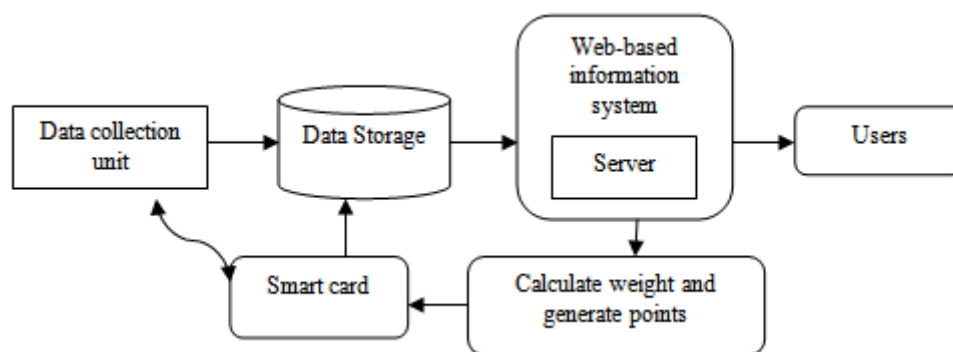 Web-based
information
system
Data collection
unit
Data Storage
Server
Users
Smart card
Calculate weight and
generate points